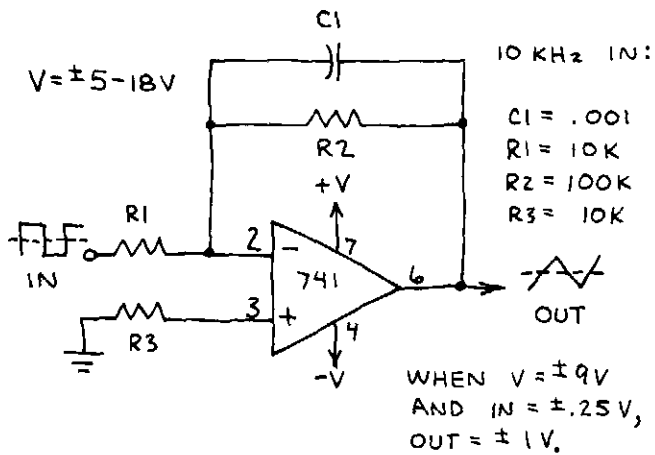 C1
10 KHz IN:
V = ±5-18V
C1 = .001
R1 = 10K
R2 = 100K
R3 = 10K
R2
+V
R1
2
-
7
741
6
IN
3
+
4
OUT
R3
-V
WHEN V = ±9V
AND IN = ±.25 V,
OUT = ± 1V.